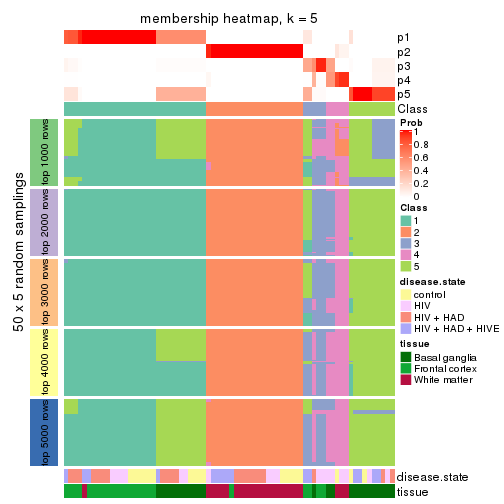 membership heatmap, k = 5
p1
p2
p3
p4
p5
Class
50 x 5 random samplings
top 1000 rows
top 2000 rows
top 3000 rows
top 4000 rows
top 5000 rows
disease.state
tissue
Prob
1
0.8
0.6
0.4
0.2
0
Class
1
2
3
4
5
disease.state
control
HIV
HIV + HAD
HIV + HAD + HIVE
tissue
Basal ganglia
Frontal cortex
White matter